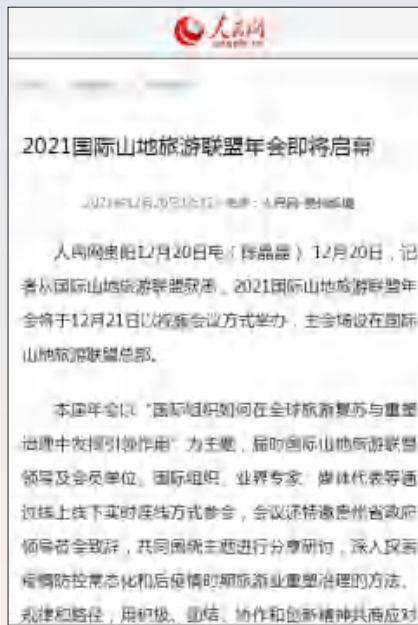 人民网
2021国际山地旅游联盟年会即将启幕
人民网贵阳12月20日电（陈晶晶）12月20日，记
者从国际山地旅游联盟获悉，2021国际山地旅游联盟年
会将于12月21日以视频会议方式举办，主会场设在国际
山地旅游联盟总部。
本届年会以“国际组织如何在全球旅游复苏与重塑
治理中发挥引领作用”为主题，届时国际山地旅游联盟
领导及会员单位、国际组织、业界专家、媒体代表等通
过线上线下实时连线方式参会，会议还特邀贵州省政府
领导莅会致辞，共同围绕主题进行分享研讨，深入探索
疫情防控常态化和后疫情时期旅游业重塑治理的方法、
规律和路径，用积极、团结、协作和创新精神共商应对